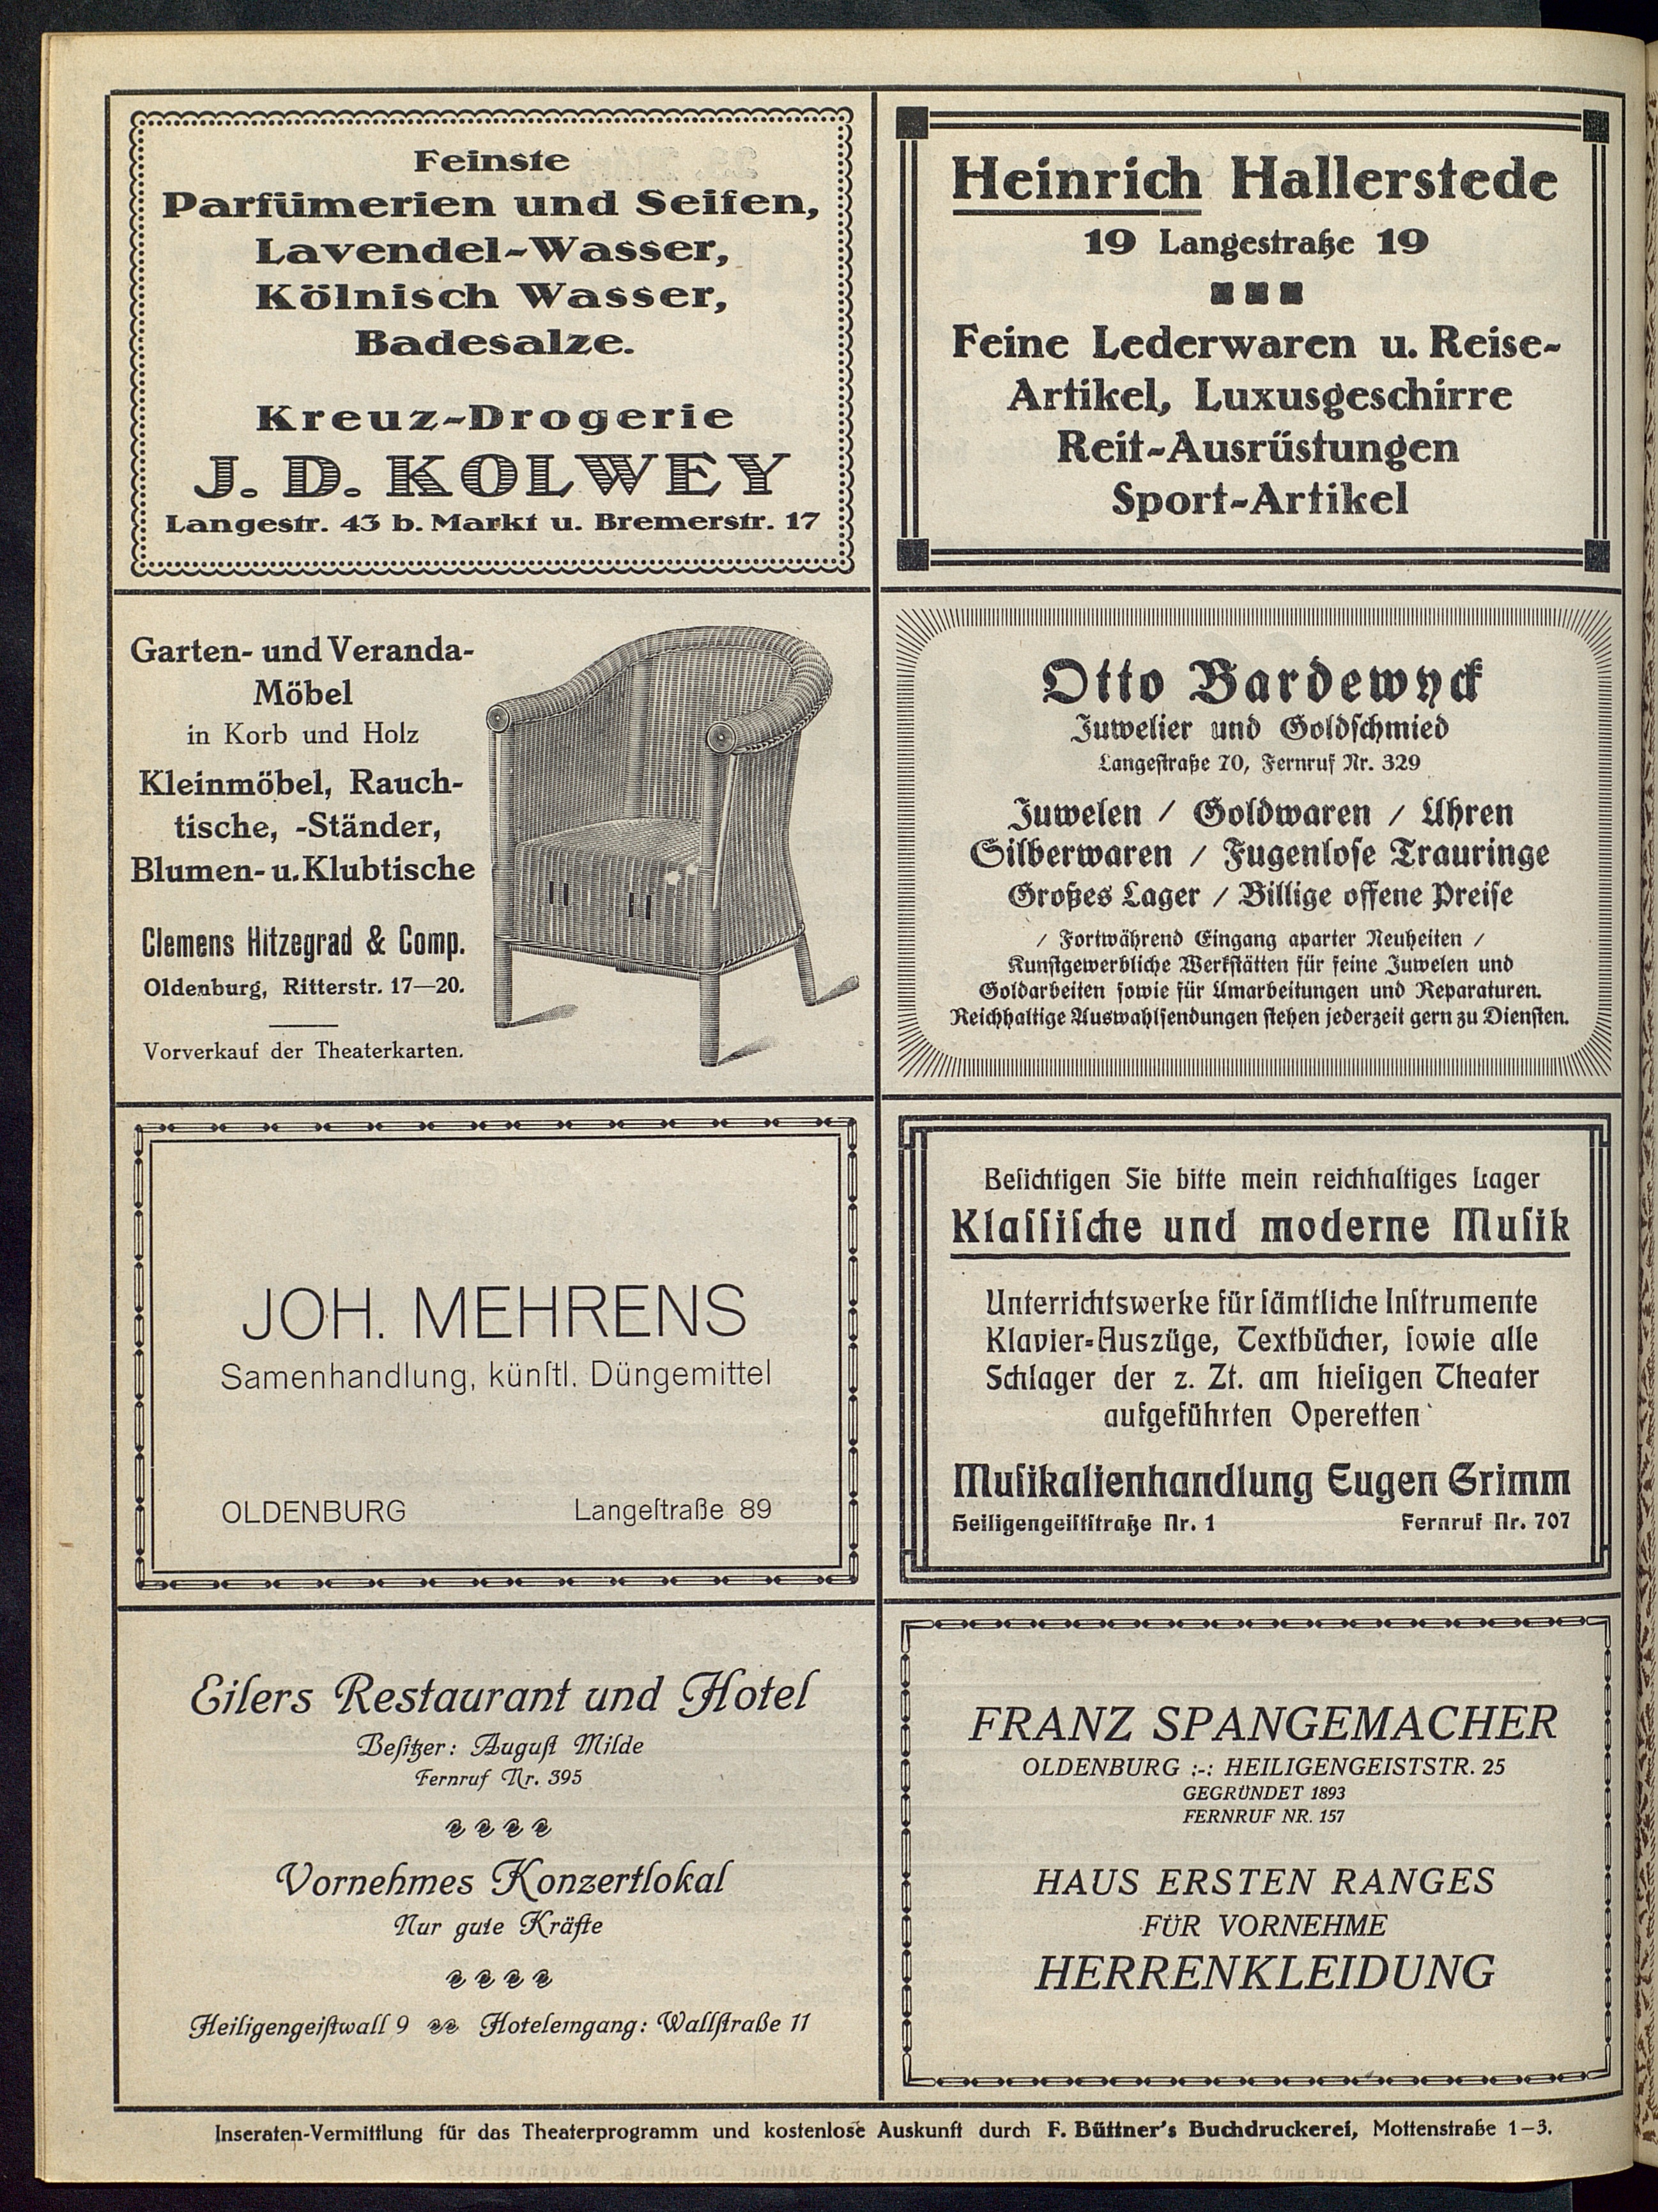 Feinste
Parfümerien und Seifen,
Lavendel-Wasser,
Kölnisch Wasser,
Badesalze.
Kreuz-Drogerie
J. D. KOLWEY
Langestr. 43 b. Markt u. Bremerstr. 17
Heinrich Hallerstede
19 Langestraße 19
Feine Lederwaren u. Reise-
Artikel, Luxusgeschirre
Reit-Ausrüstungen
Sport-Artikel
Garten- und Veranda-
Möbel
in Korb und Holz
Kleinmöbel, Rauch-
tische, -Ständer,
Blumen- u. Klubtische
Clemens Hitzegrad & Comp.
Oldenburg, Ritterstr. 17—20.
Vorverkauf der Theaterkarten.
Otto Bardewyck
Juwelier und Goldſchmied
Langeſtraße 70, Fernruf Nr. 329
Juwelen / Goldwaren / Uhren
Silberwaren / Fugenloſe Trauringe
Großes Lager / Billige offene Preiſe
/ Fortwährend Eingang aparter Neuheiten /
Kunſtgewerbliche Werkſtätten für feine Juwelen und
Goldarbeiten ſowie für Umarbeitungen und Reparaturen.
Reichhaltige Auswahlſendungen ſtehen jederzeit gern zu Dienſten.
JOH. MEHRENS
Samenhandlung, künſtl. Düngemittel
OLDENBURG Langeſtraße 89
Beſichtigen Sie bitte mein reichhaltiges Lager
Klaſſiſche und moderne Muſik
Unterrichtswerke für ſämtliche Inſtrumente
Klavier-Auszüge, Textbücher, ſowie alle
Schlager der z. Zt. am hieſigen Theater
aufgeführten Operetten
Muſikalienhandlung Eugen Grimm
Heiligengeiſtſtraße Nr. 1 Fernruf Nr. 707
Eilers Restaurant und Hotel
Beſitzer: Auguſt Milde
Fernruf Nr. 395
Vornehmes Konzertlokal
Nur gute Kräfte
Heiligengeiſtwall 9 Hoteleingang: Wallſtraße 11
FRANZ SPANGEMACHER
OLDENBURG :-: HEILIGENGEISTSTR. 25
GEGRÜNDET 1893
FERNRUF NR. 157
HAUS ERSTEN RANGES
FÜR VORNEHME
HERRENKLEIDUNG
Inseraten-Vermittlung für das Theaterprogramm und kostenlose Auskunft durch F. Büttner's Buchdruckerei, Mottenstraße 1—3.